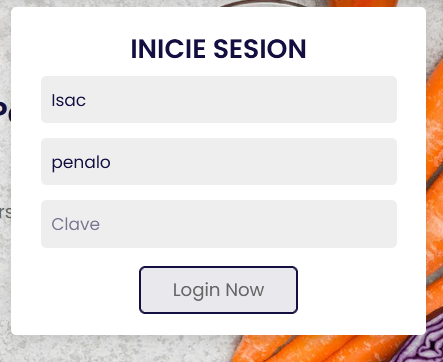 INICIE SESION
Isac
penalo
Clave
Login Now